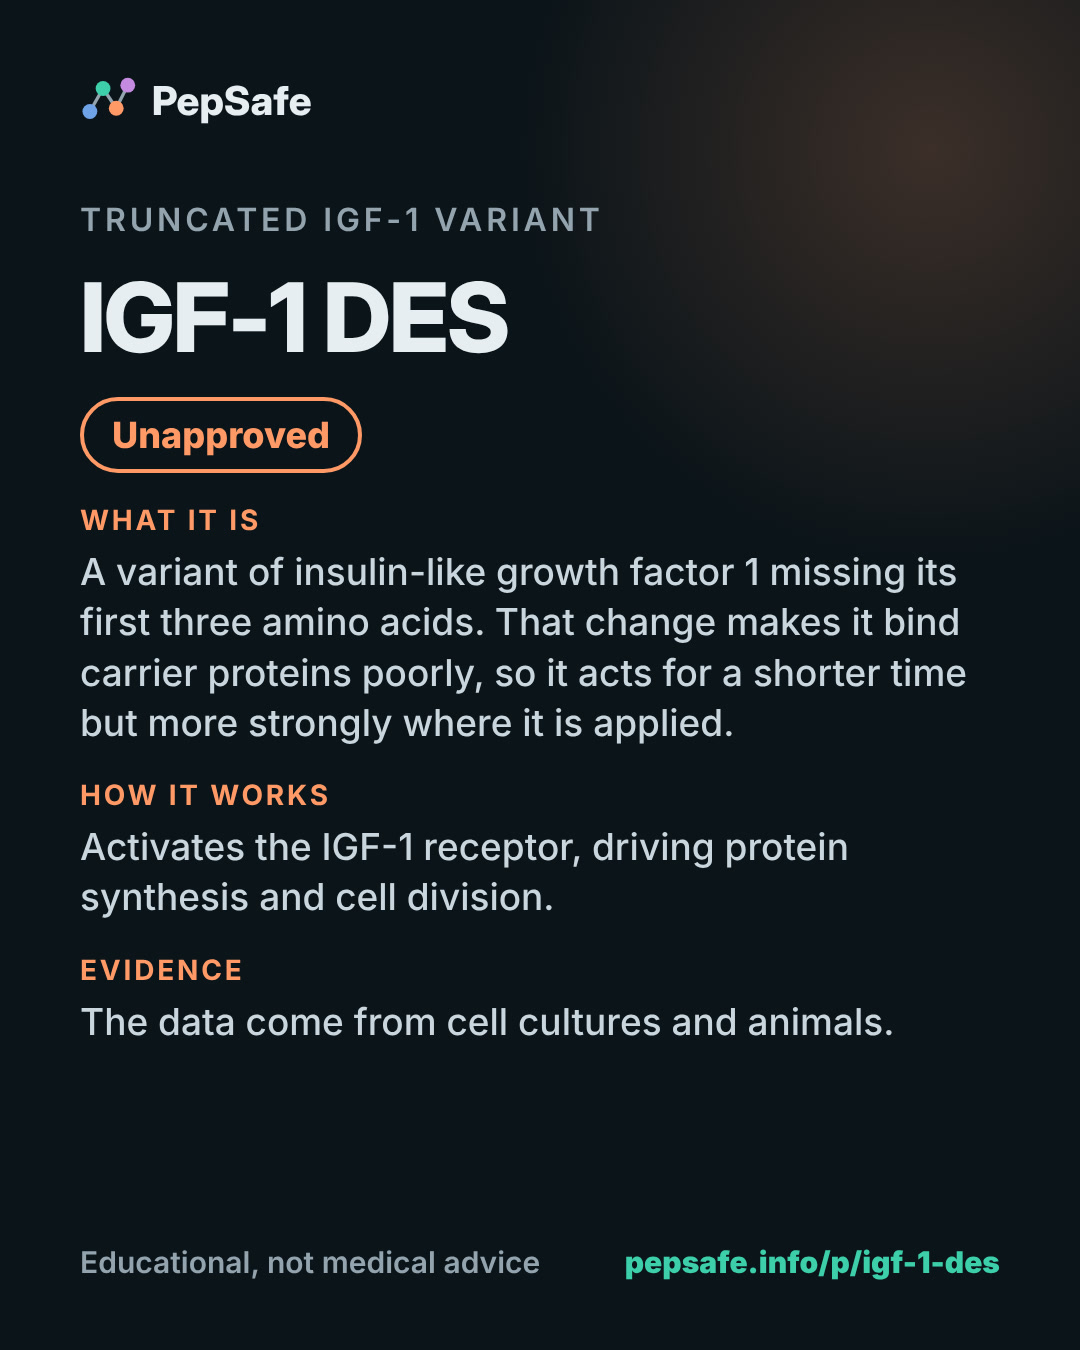 PepSafe
TRUNCATED IGF-1 VARIANT
IGF-1 DES
Unapproved
WHAT IT IS
A variant of insulin-like growth factor 1 missing its
first three amino acids. That change makes it bind
carrier proteins poorly, so it acts for a shorter time
but more strongly where it is applied.
HOW IT WORKS
Activates the IGF-1 receptor, driving protein
synthesis and cell division.
EVIDENCE
The data come from cell cultures and animals.
Educational, not medical advice
pepsafe.info/p/igf-1-des